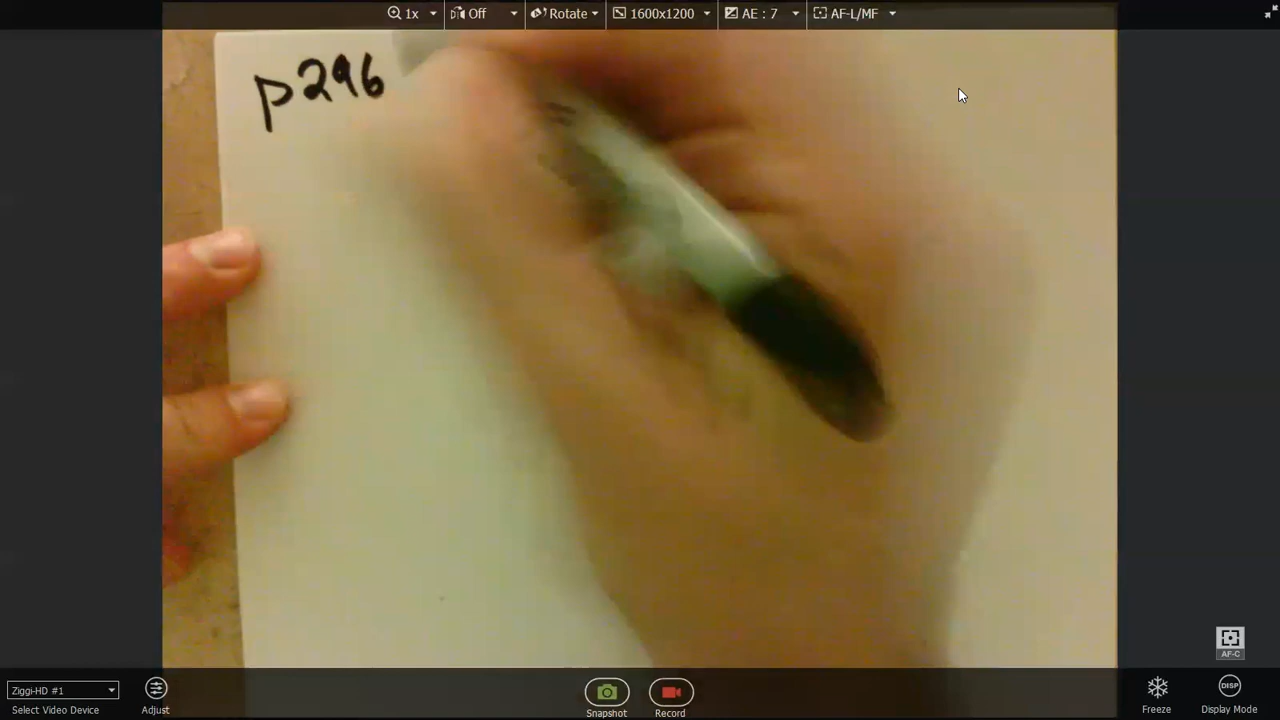 1x Off Rotate 1600x1200 AE : 7 AF-L/MF
p296
AF-C
Ziggi-HD #1
Select Video Device Adjust Snapshot Record Freeze DISP Display Mode